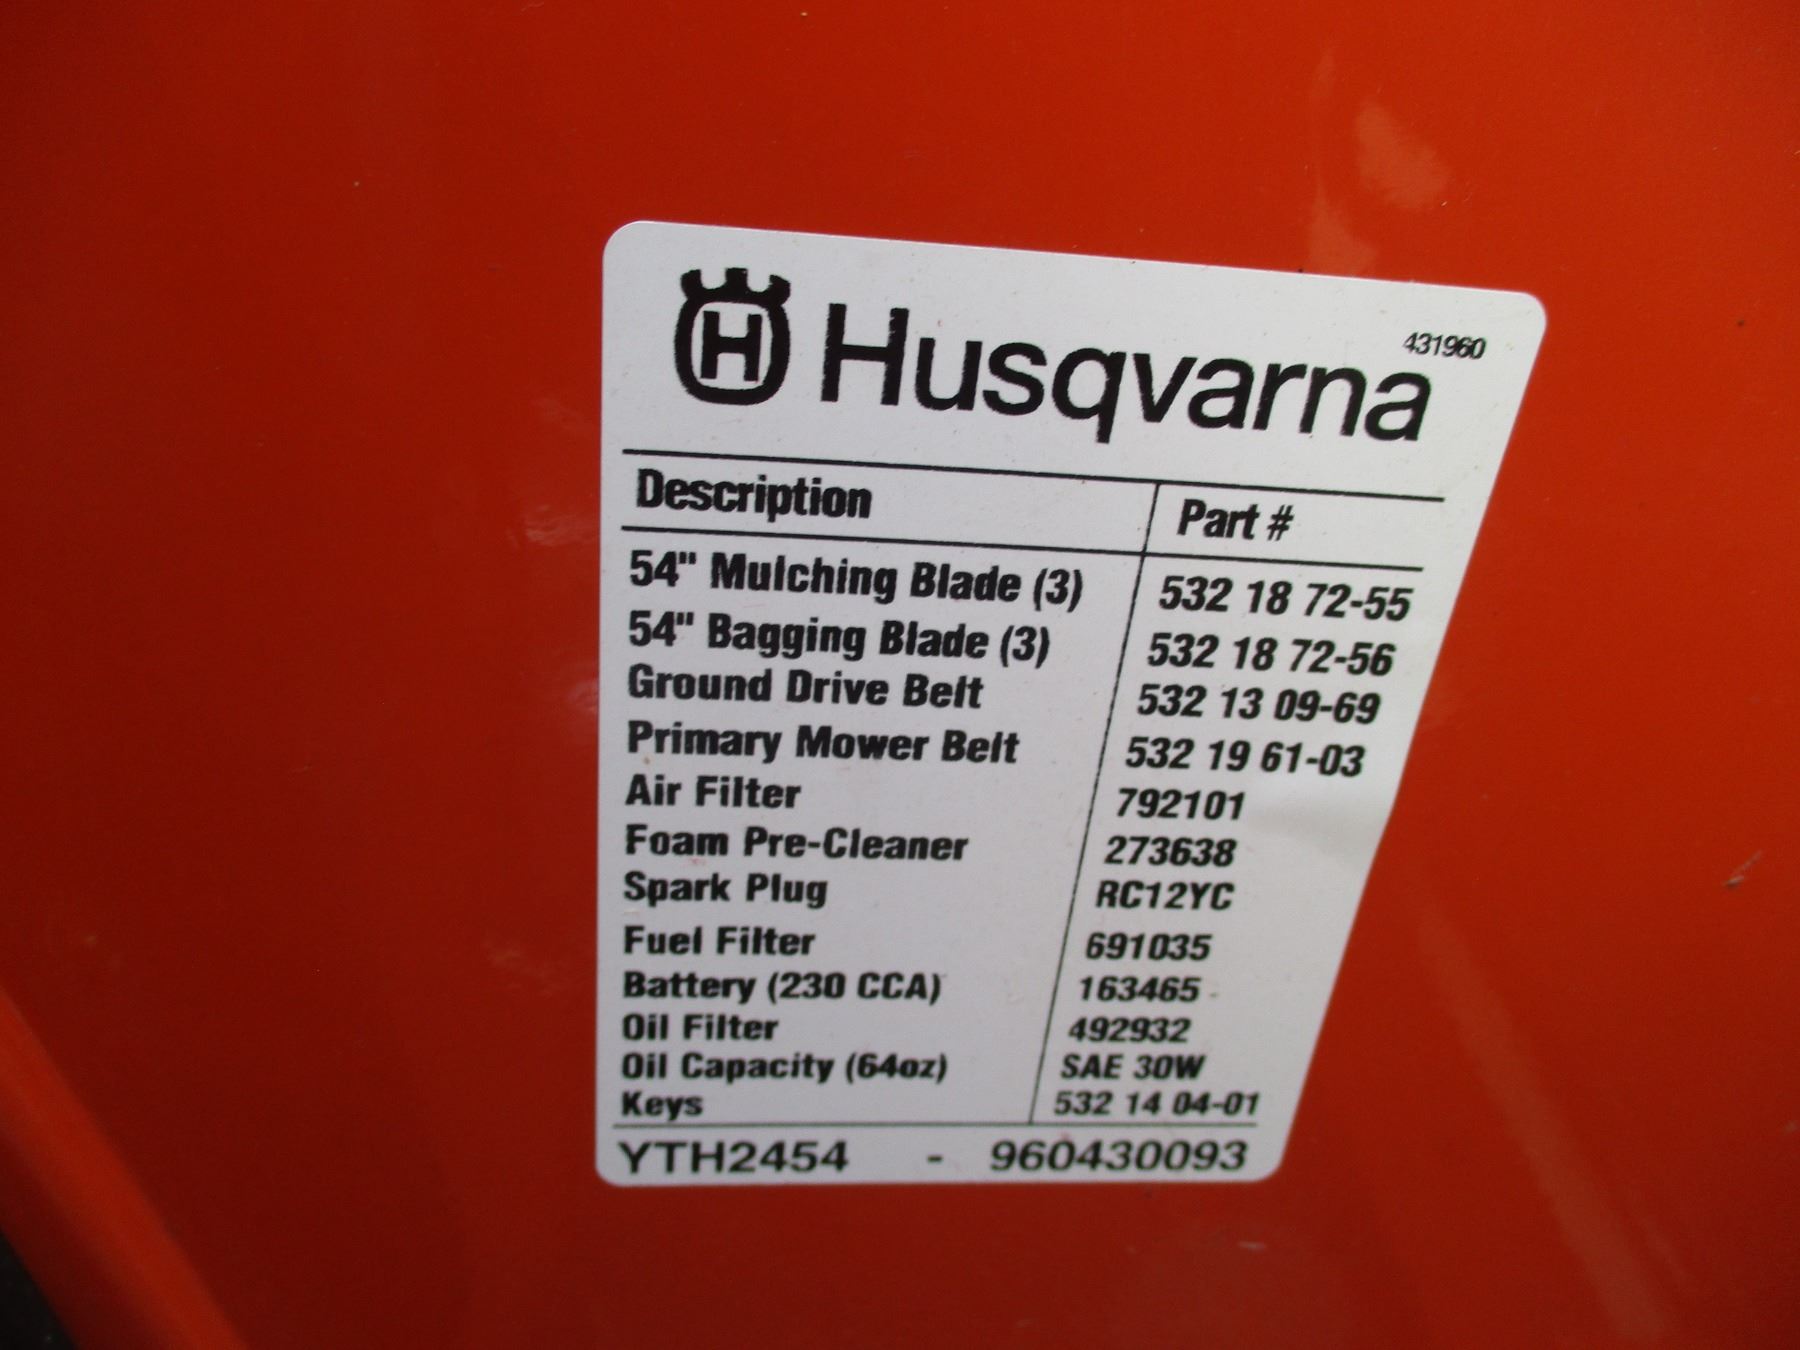 431960
H Husqvarna
Description Part #
54" Mulching Blade (3) 532 18 72-55
54" Bagging Blade (3) 532 18 72-56
Ground Drive Belt 532 13 09-69
Primary Mower Belt 532 19 61-03
Air Filter 792101
Foam Pre-Cleaner 273638
Spark Plug RC12YC
Fuel Filter 691035
Battery (230 CCA) 163465
Oil Filter 492932
Oil Capacity (64oz) SAE 30W
Keys 532 14 04-01
YTH2454 - 960430093